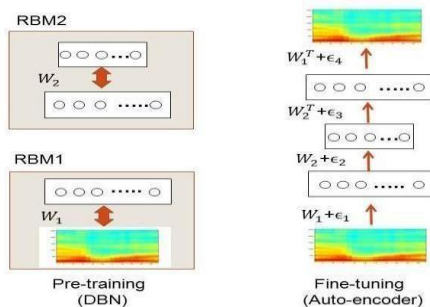 RBM2
W₂
RBM1
W₁
Pre-training
(DBN)
W₁ᵀ+ϵ₄
W₂ᵀ+ϵ₃
W₂+ϵ₂
W₁+ϵ₁
Fine-tuning
(Auto-encoder)